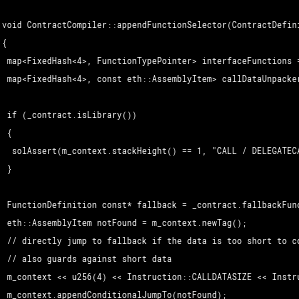 void ContractCompiler::appendFunctionSelector(ContractDefini
{
map<FixedHash<4>, FunctionTypePointer> interfaceFunctions =
map<FixedHash<4>, const eth::AssemblyItem> callDataUnpacker
if (_contract.isLibrary())
{
solAssert(m_context.stackHeight() == 1, "CALL / DELEGATECA
}
FunctionDefinition const* fallback = _contract.fallbackFunc
eth::AssemblyItem notFound = m_context.newTag();
// directly jump to fallback if the data is too short to co
// also guards against short data
m_context << u256(4) << Instruction::CALLDATASIZE << Instru
m_context.appendConditionalJumpTo(notFound);